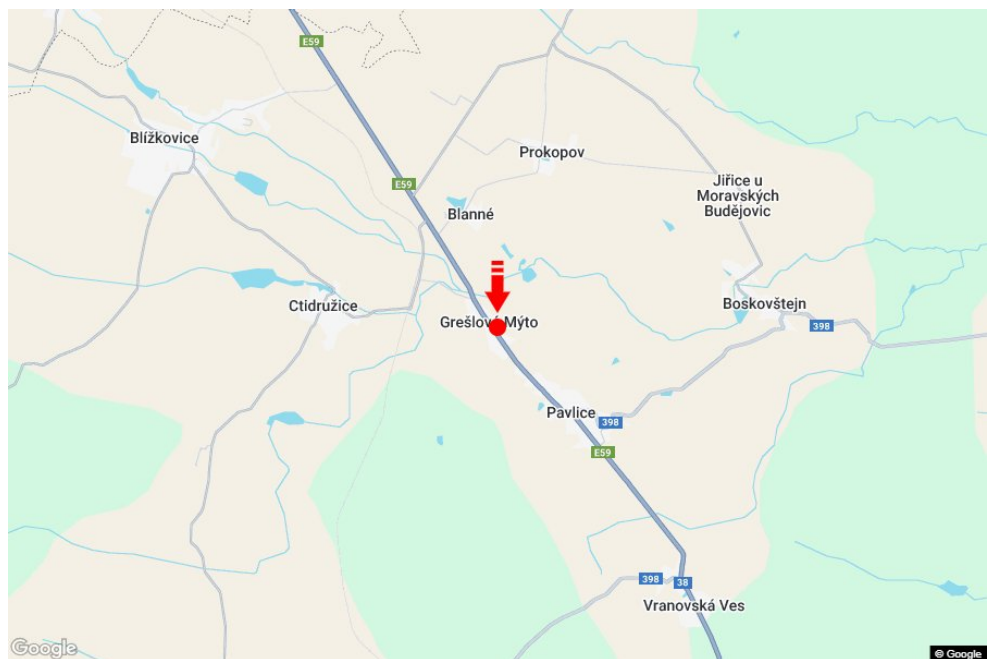 E59
Blížkovice
Prokopov
E59
Jiřice u
Moravských
Budějovic
Blanné
Ctidružice
Boskovštejn
Grešlové Mýto
398
Pavlice
398
E59
398
38
Vranovská Ves
Google
© Google